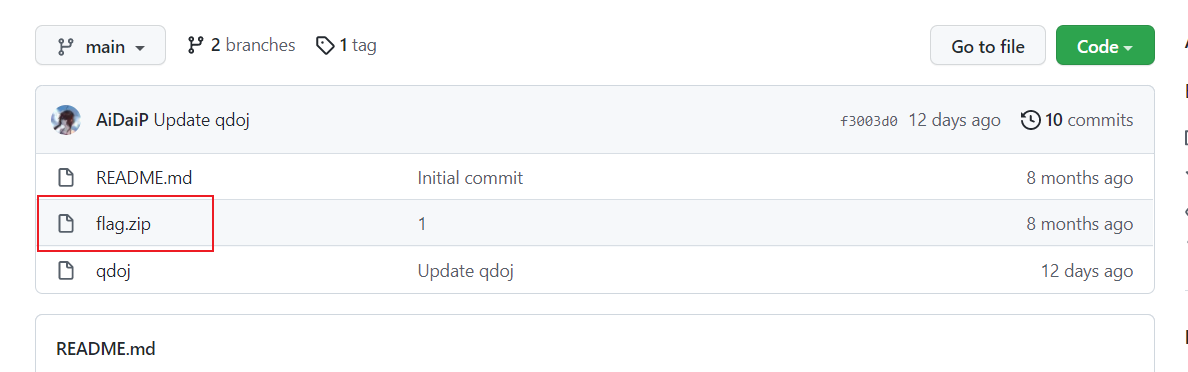 main 2 branches 1 tag Go to file Code
AiDaiP Update qdoj f3003d0 12 days ago 10 commits
README.md Initial commit 8 months ago
flag.zip 1 8 months ago
qdoj Update qdoj 12 days ago
README.md